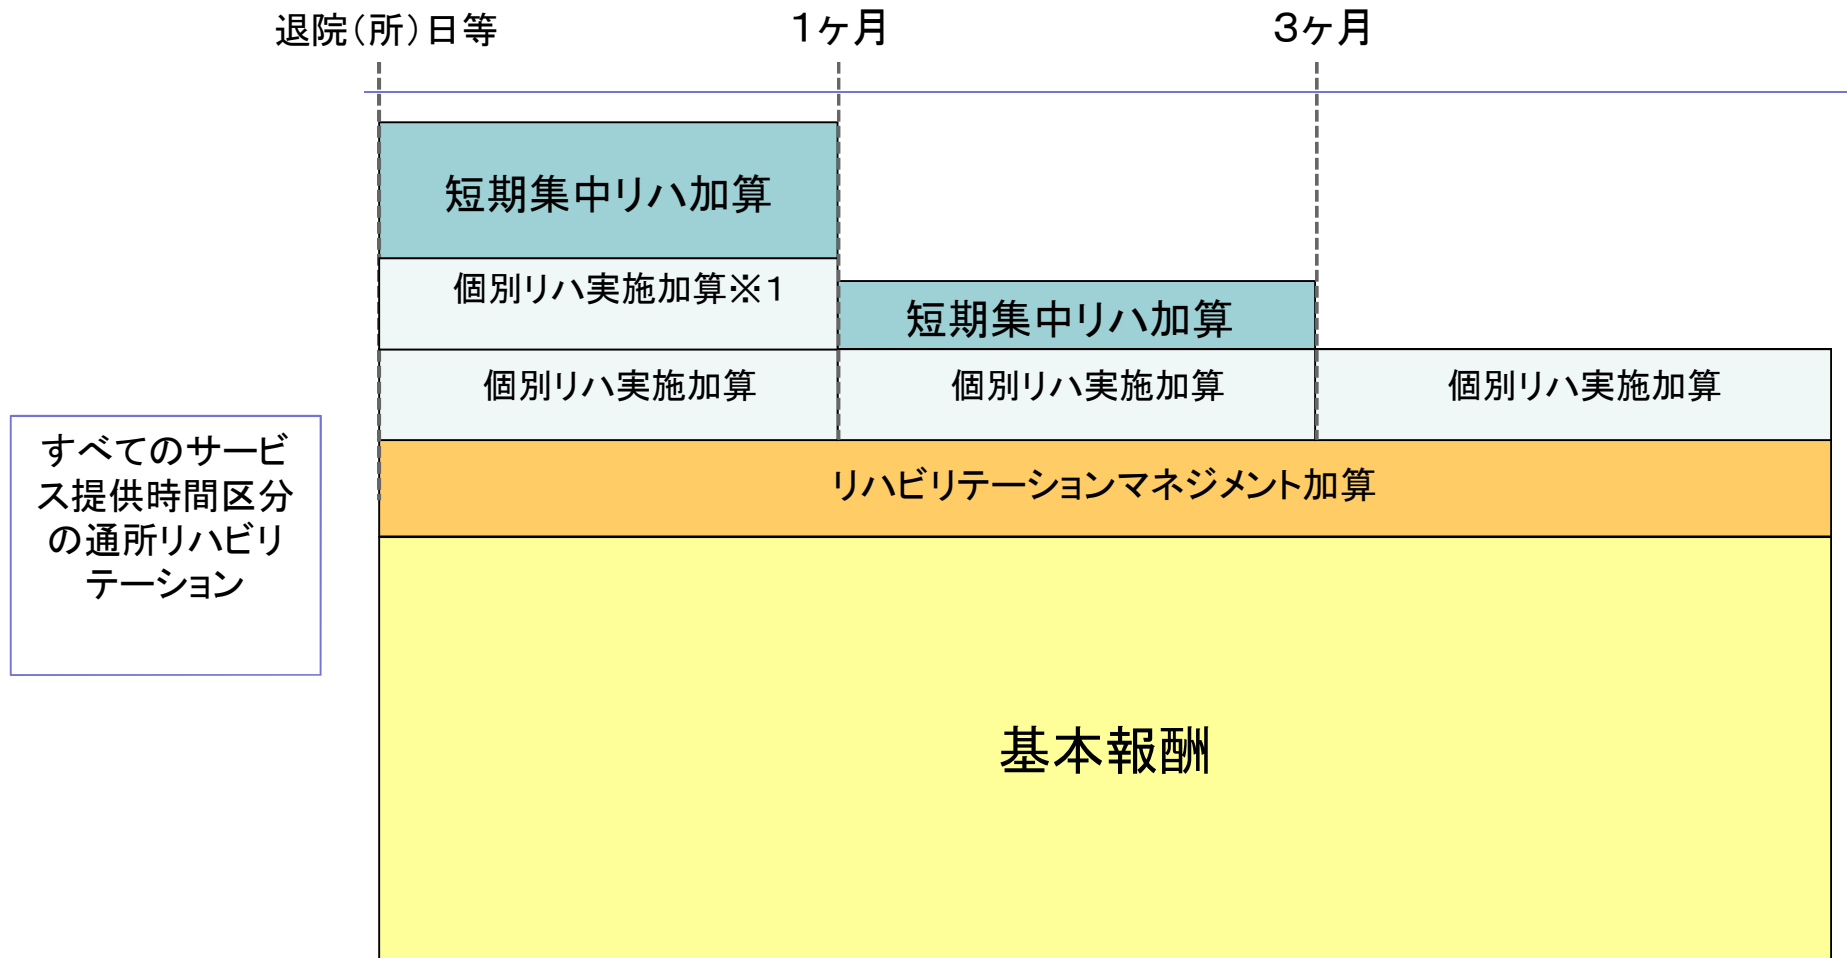 退院（所）日等
1ヶ月
3ヶ月
短期集中リハ加算
個別リハ実施加算※1
短期集中リハ加算
個別リハ実施加算
個別リハ実施加算
個別リハ実施加算
すべてのサービ
ス提供時間区分
の通所リハビリ
テーション
リハビリテーションマネジメント加算
基本報酬